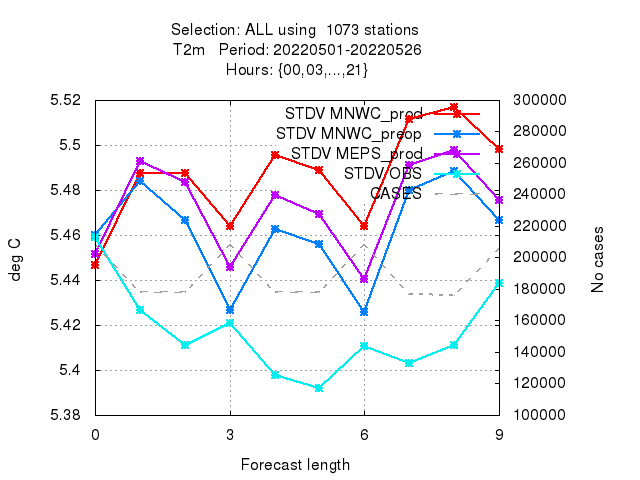 Selection: ALL using  1073 stations
T2m   Period: 20220501-20220526
Hours: {00,03,...,21}
5.52
5.5
5.48
5.46
5.44
5.42
5.4
5.38
deg C
STDV MNWC_prod
STDV MNWC_preop
STDV MEPS_prod
STDV OBS
CASES
300000
280000
260000
240000
220000
200000
180000
160000
140000
120000
100000
No cases
0 3 6 9
Forecast length